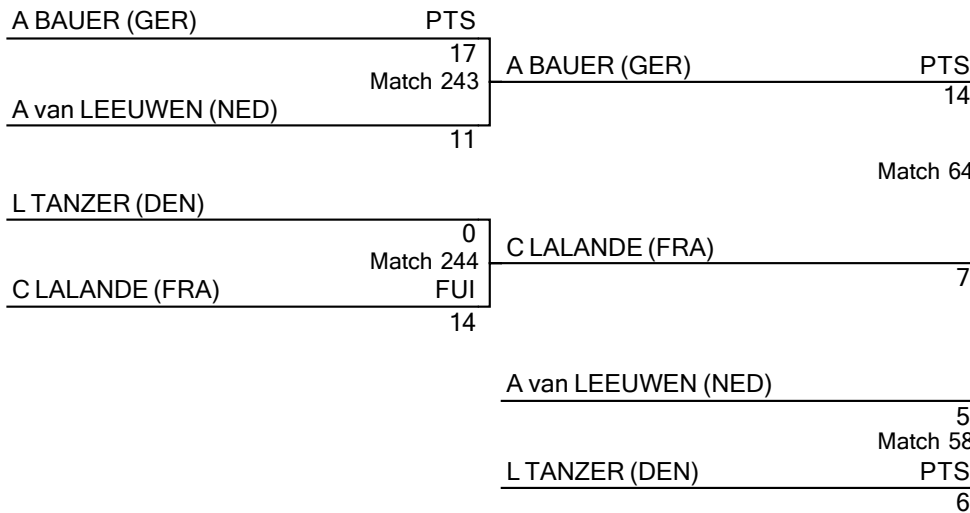 A BAUER (GER) PTS
17
Match 243
A van LEEUWEN (NED)
11
A BAUER (GER) PTS
14
Match 64
L TANZER (DEN)
0
Match 244
C LALANDE (FRA) FUI
14
C LALANDE (FRA)
7
A van LEEUWEN (NED)
5
Match 58
L TANZER (DEN) PTS
6